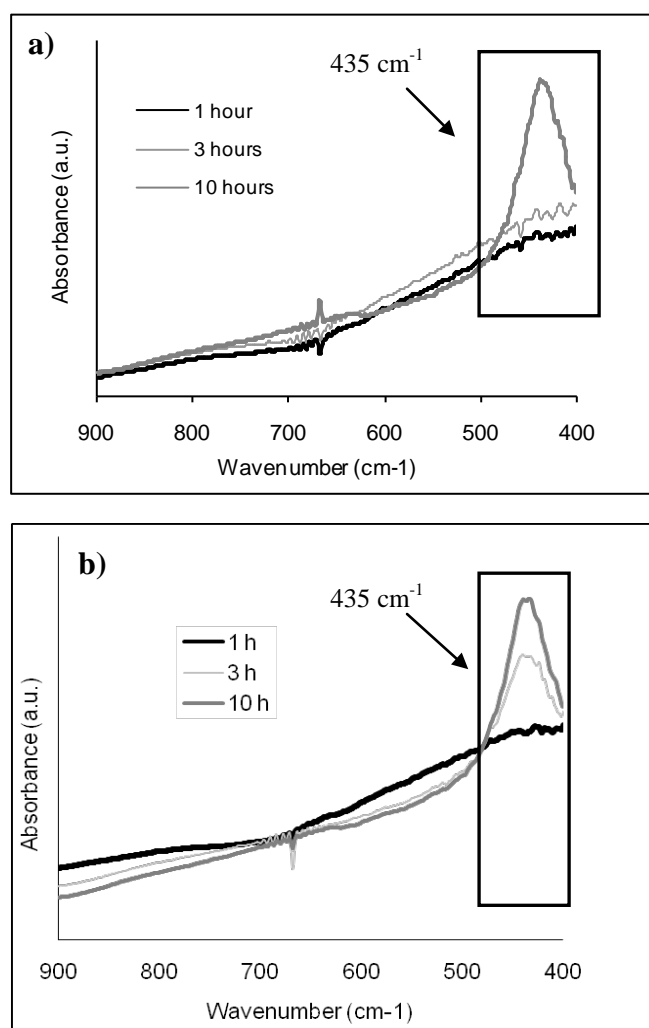 a)
435 cm-1
1 hour
3 hours
10 hours
Absorbance (a.u.)
900 800 700 600 500 400
Wavenumber (cm-1)
b)
435 cm-1
1 h
3 h
10 h
Absorbance (a.u.)
900 800 700 600 500 400
Wavenumber (cm-1)